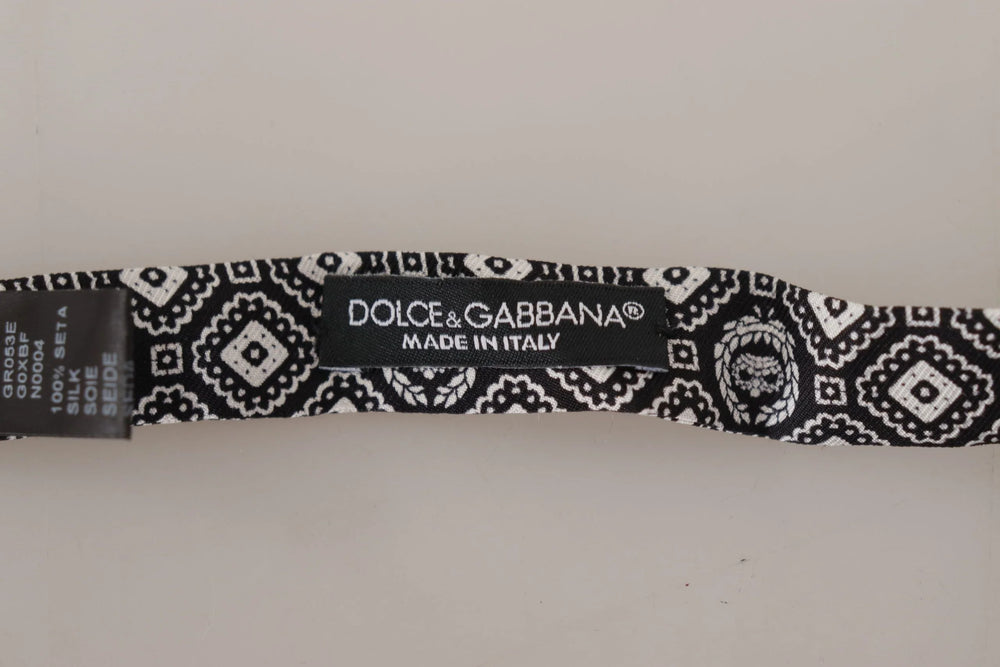 DOLCE & GABBANA®
MADE IN ITALY
GR053E
G0XBF
N0004
100% SETA
SILK
SOIE
SEIDE